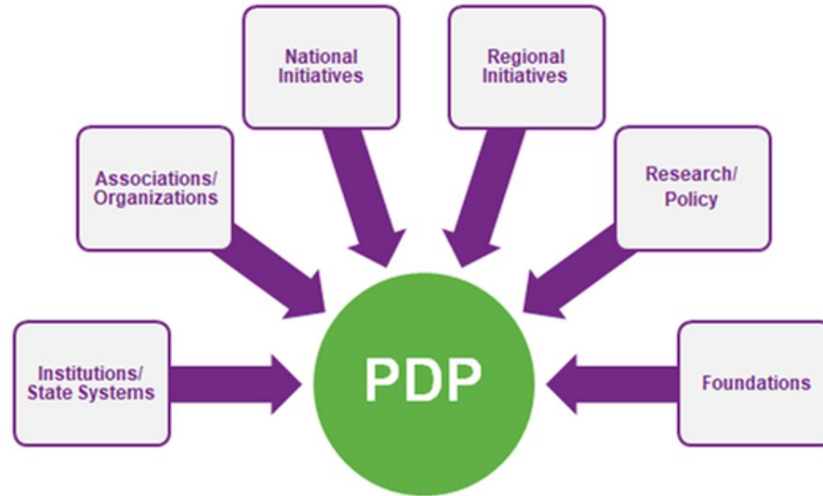 National
Initiatives
Regional
Initiatives
Associations/
Organizations
Research/
Policy
Institutions/
State Systems
PDP
Foundations